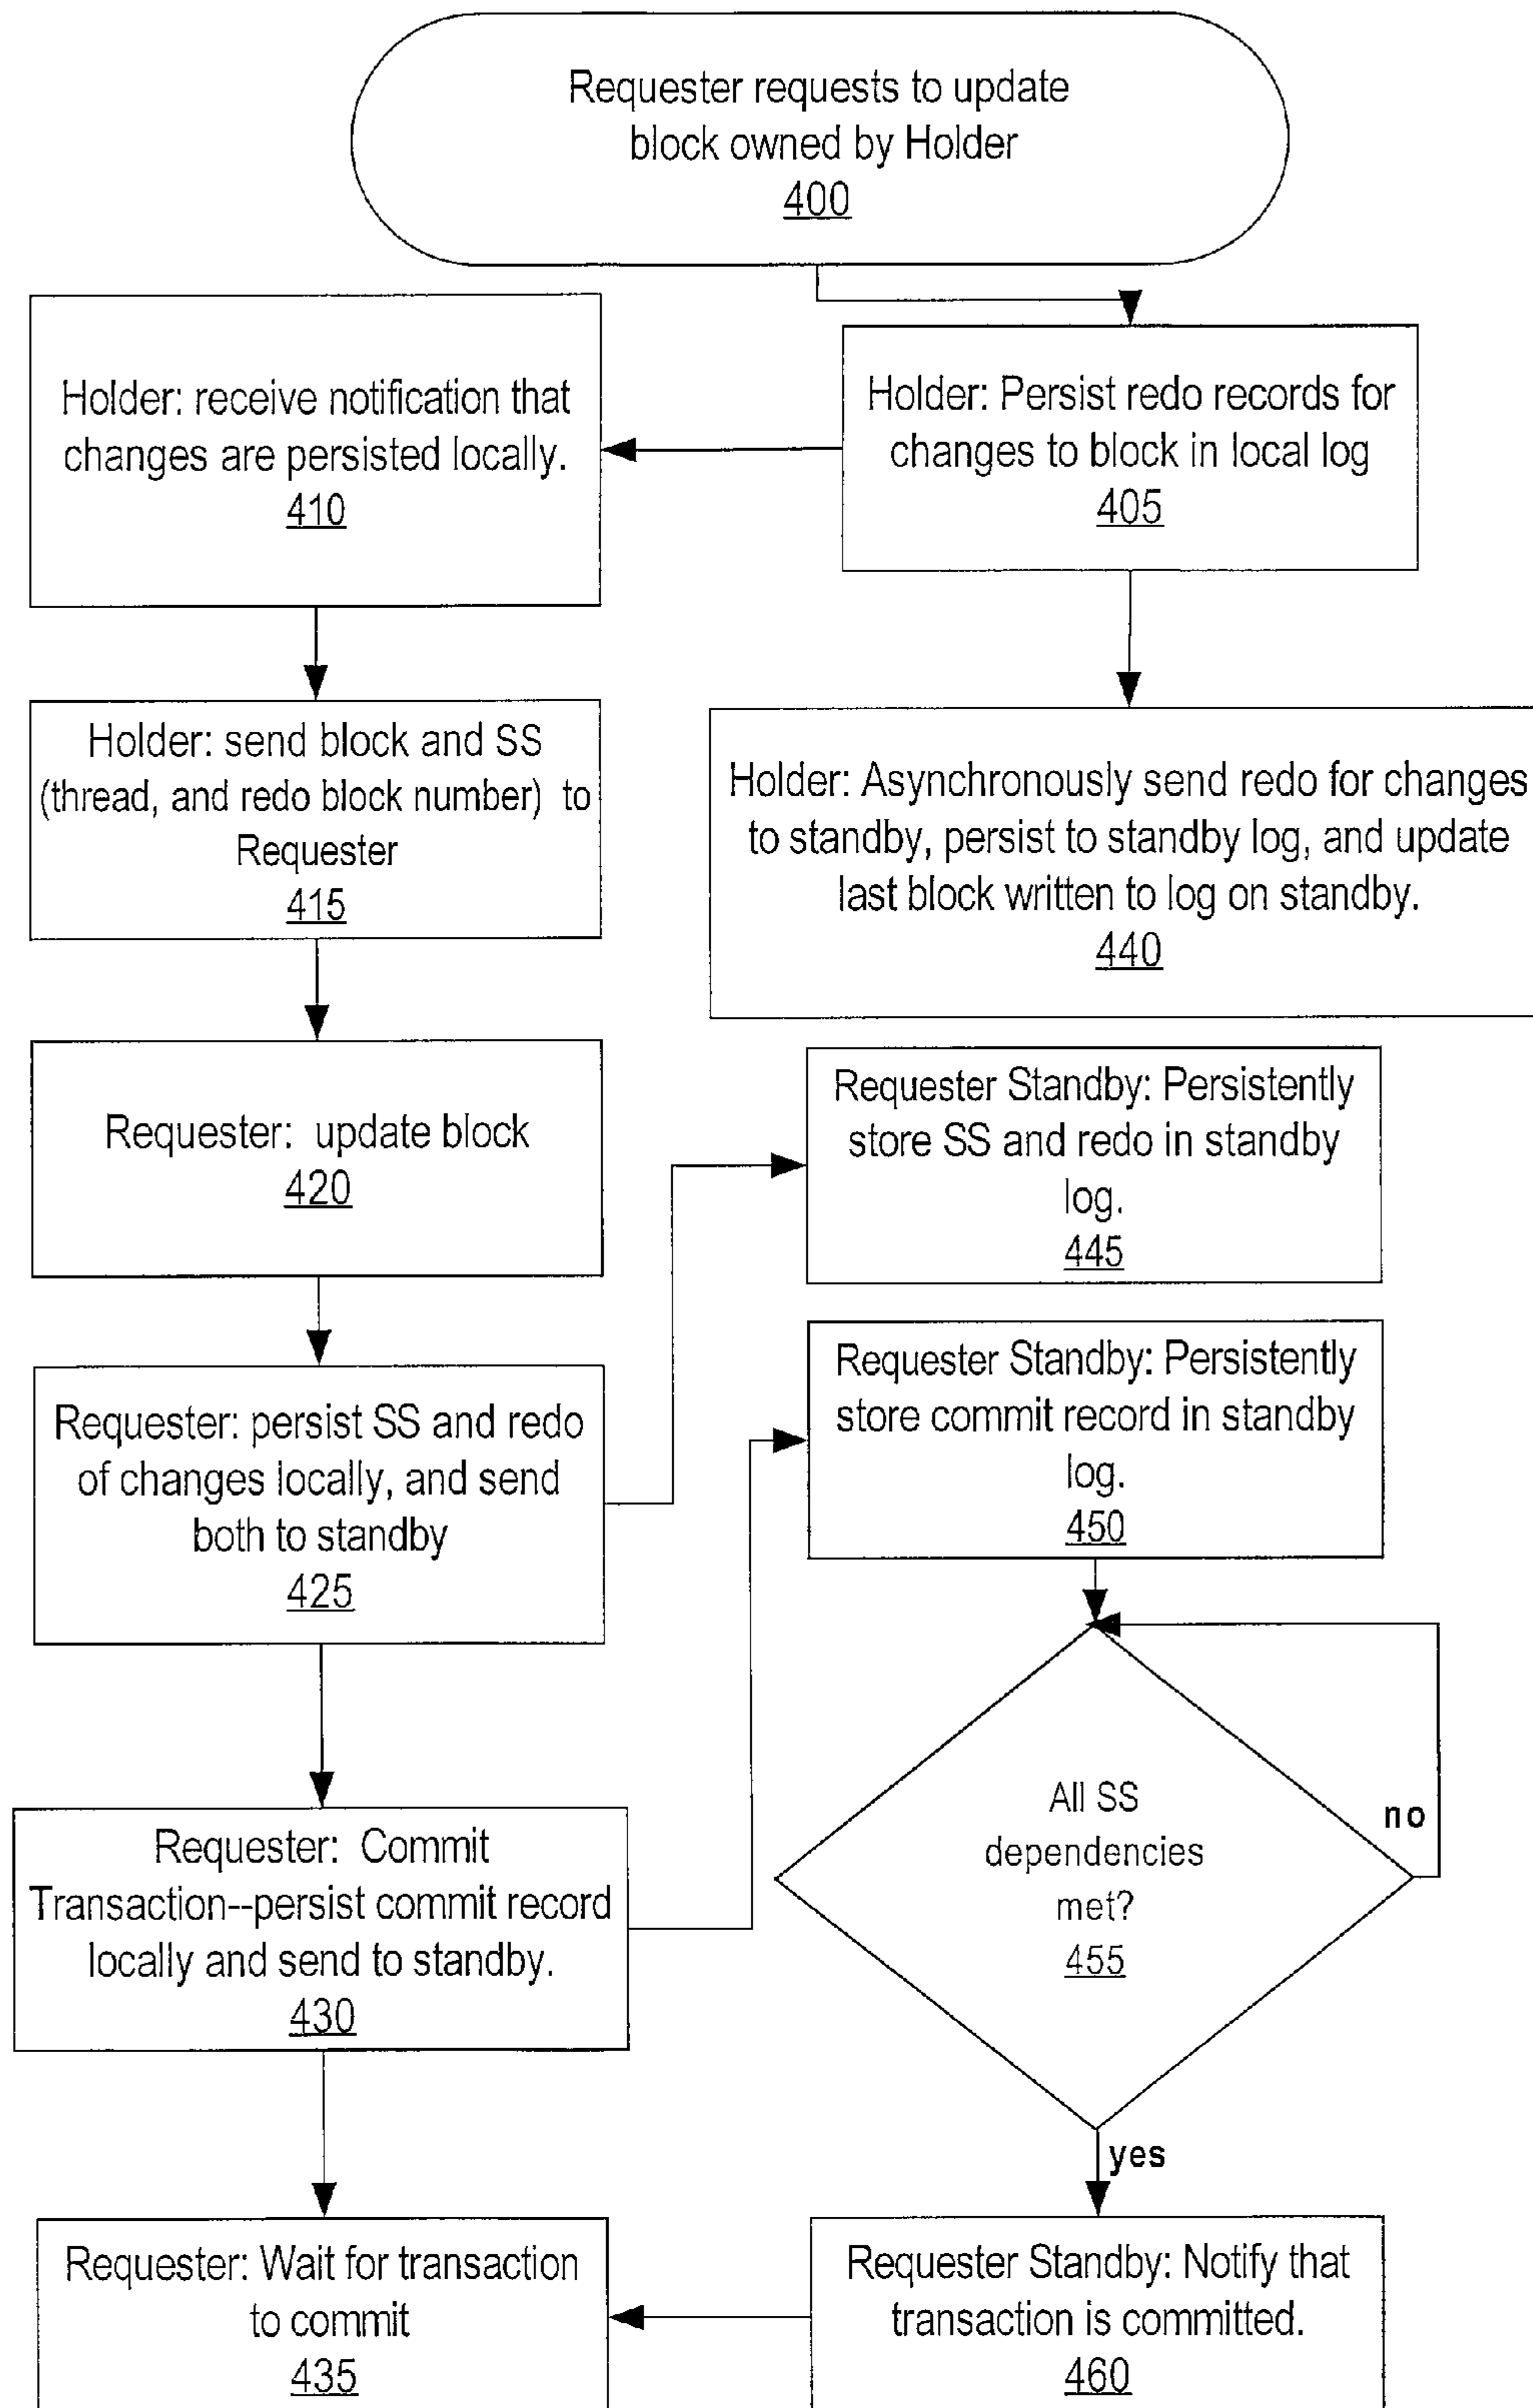 Requester requests to update
block owned by Holder
400
Holder: receive notification that
changes are persisted locally.
410
Holder: Persist redo records for
changes to block in local log
405
Holder: send block and SS
(thread, and redo block number) to
Requester
415
Holder: Asynchronously send redo for changes
to standby, persist to standby log, and update
last block written to log on standby.
440
Requester: update block
420
Requester Standby: Persistently
store SS and redo in standby
log.
445
Requester: persist SS and redo
of changes locally, and send
both to standby
425
Requester Standby: Persistently
store commit record in standby
log.
450
Requester: Commit
Transaction--persist commit record
locally and send to standby.
430
All SS
dependencies
met?
455
no
yes
Requester: Wait for transaction
to commit
435
Requester Standby: Notify that
transaction is committed.
460